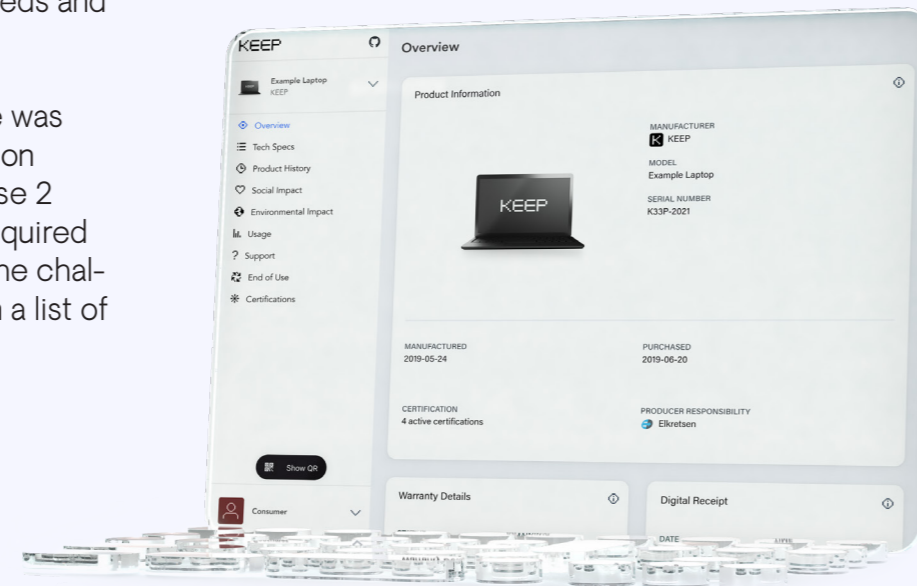 eds and
e was
on
se 2
quired
ne chal-
n a list of
KEEP
Overview
Example Laptop
KEEP
Product Information
Overview
Tech Specs
Product History
Social Impact
Environmental Impact
Usage
? Support
End of Use
Certifications
KEEP
MANUFACTURER
K KEEP
MODEL
Example Laptop
SERIAL NUMBER
K33P-2021
MANUFACTURED
2019-05-24
PURCHASED
2019-06-20
CERTIFICATION
4 active certifications
PRODUCER RESPONSIBILITY
Elkretsen
Show QR
Consumer
Warranty Details
Digital Receipt
DATE